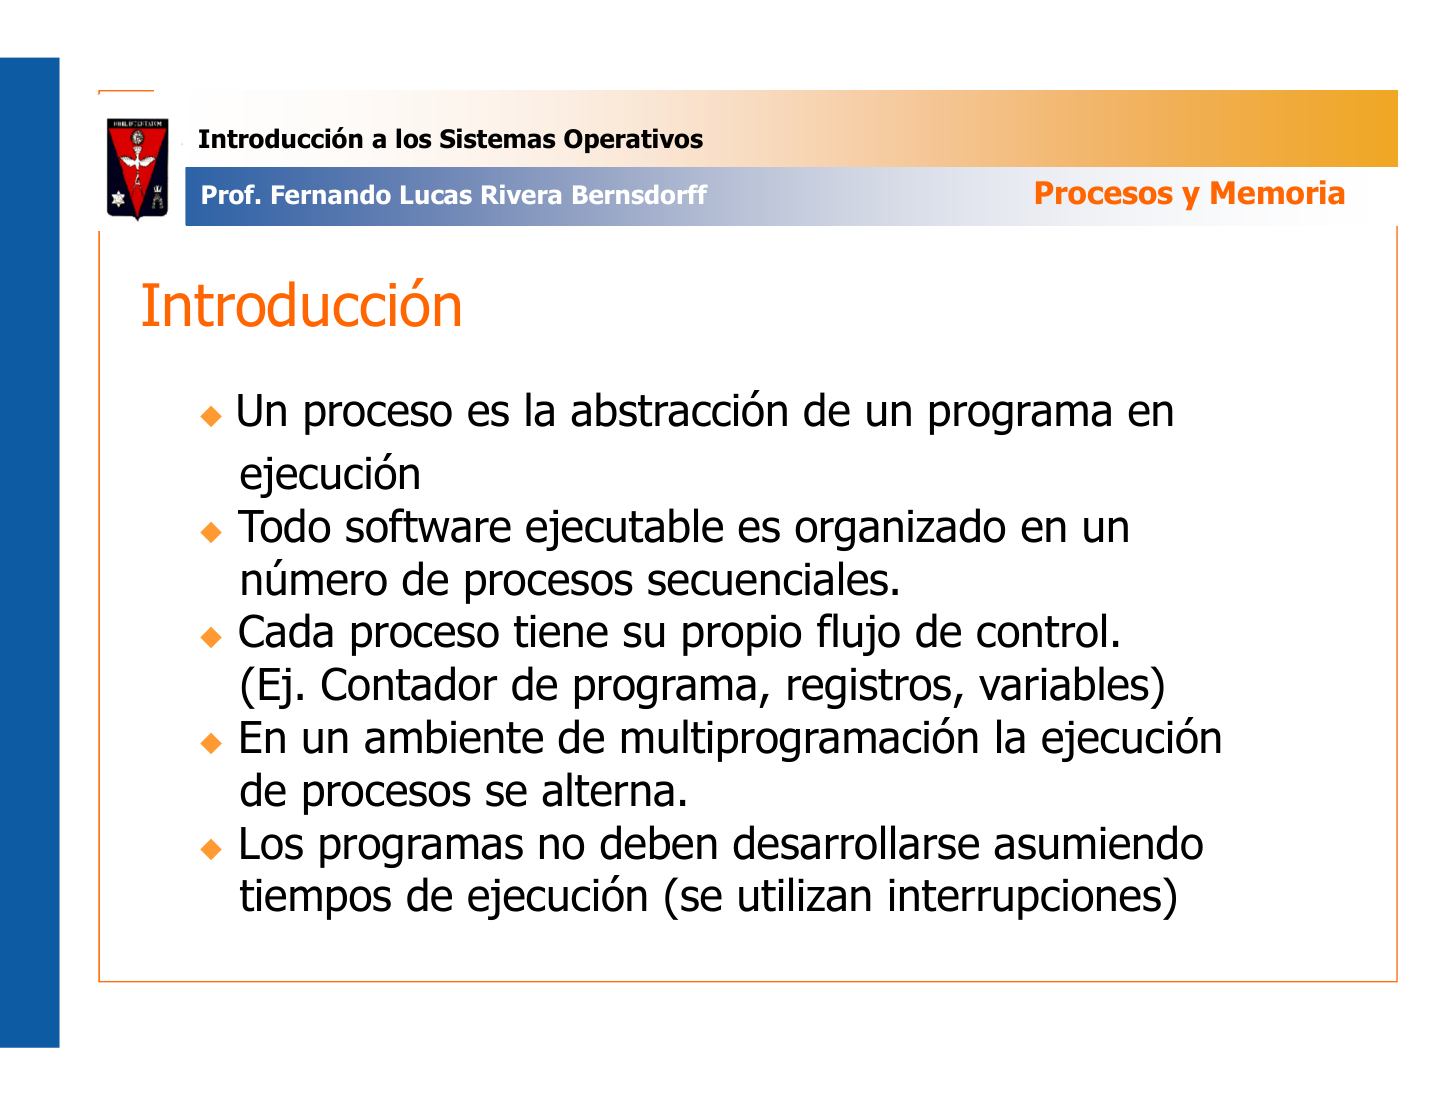 Introducción a los Sistemas Operativos
Prof. Fernando Lucas Rivera Bernsdorff
Procesos y Memoria
Introducción
Un proceso es la abstracción de un programa en
ejecución
Todo software ejecutable es organizado en un
número de procesos secuenciales.
Cada proceso tiene su propio flujo de control.
(Ej. Contador de programa, registros, variables)
En un ambiente de multiprogramación la ejecución
de procesos se alterna.
Los programas no deben desarrollarse asumiendo
tiempos de ejecución (se utilizan interrupciones)